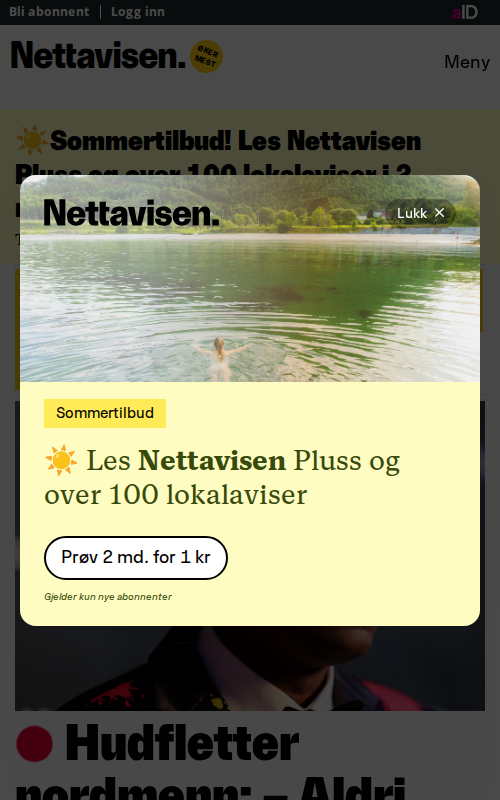 Bli abonnent | Logg inn
aID
Nettavisen.
ØKER MEST
Meny
☀️Sommertilbud! Les Nettavisen
Pluss og over 100 lokalaviser i 2
Nettavisen.
Lukk ✕
Sommertilbud
☀️ Les Nettavisen Pluss og
over 100 lokalaviser
Prøv 2 md. for 1 kr
Gjelder kun nye abonnenter
Hudfletter
nordmenn: – Aldri